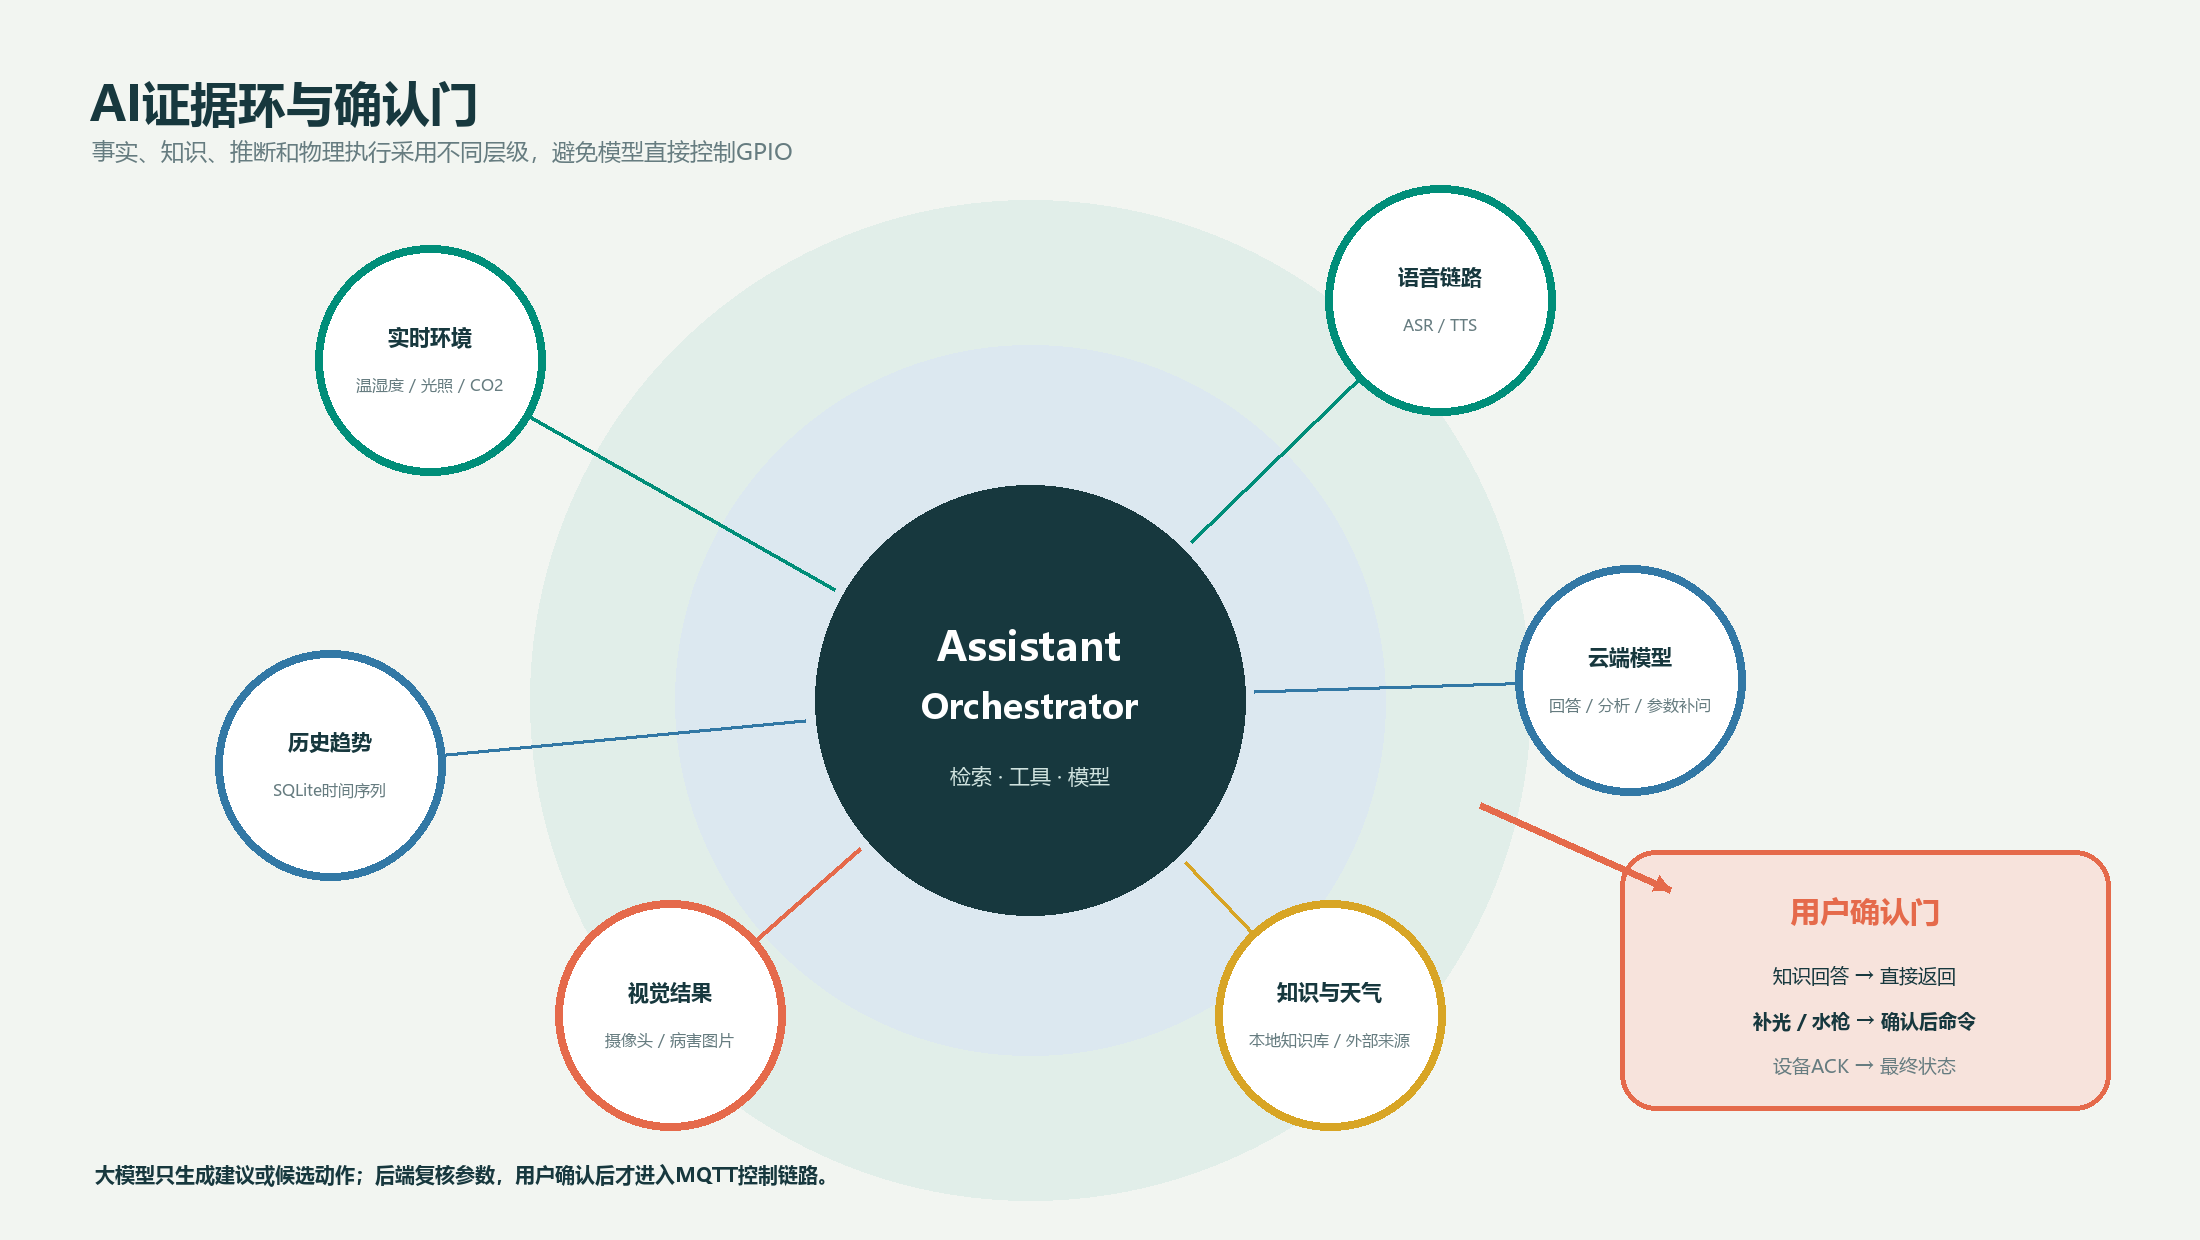 AI证据环与确认门
事实、知识、推断和物理执行采用不同层级，避免模型直接控制GPIO
语音链路
ASR / TTS
实时环境
温湿度 / 光照 / CO2
Assistant
Orchestrator
检索 · 工具 · 模型
云端模型
回答 / 分析 / 参数补问
历史趋势
SQLite时间序列
视觉结果
摄像头 / 病害图片
知识与天气
本地知识库 / 外部来源
用户确认门
知识回答 → 直接返回
补光 / 水枪 → 确认后命令
设备ACK → 最终状态
大模型只生成建议或候选动作；后端复核参数，用户确认后才进入MQTT控制链路。